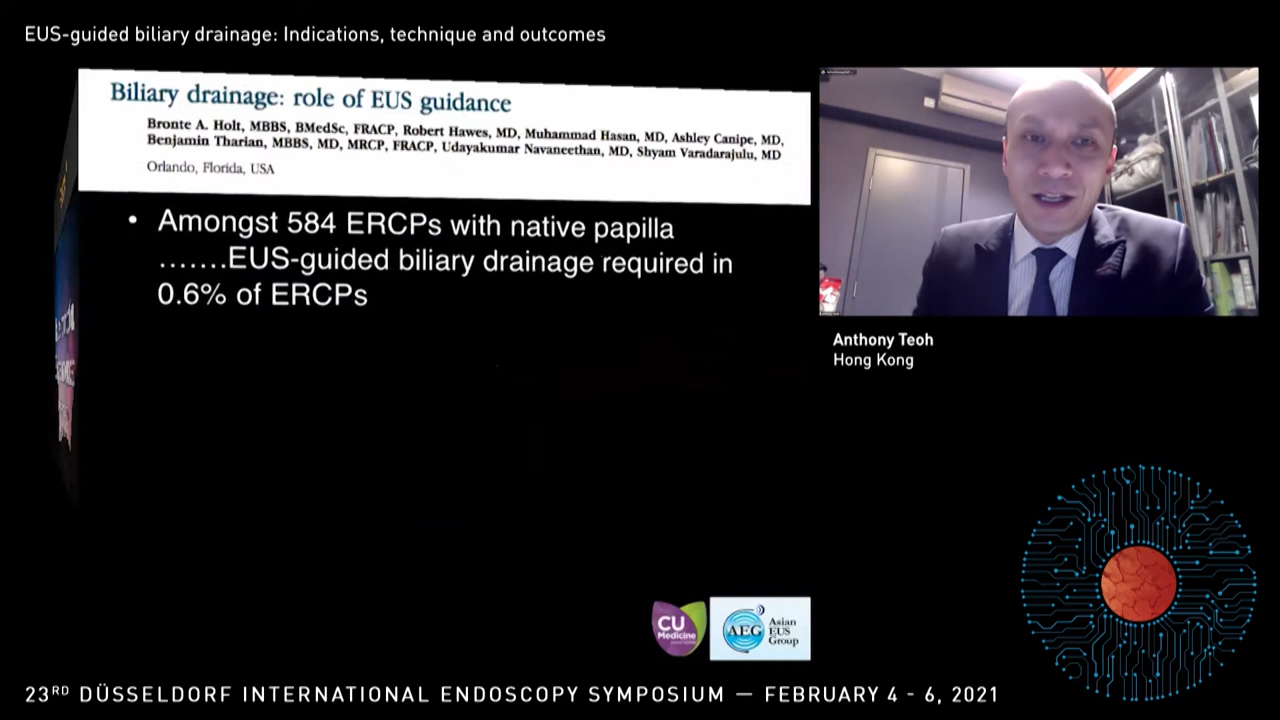 EUS-guided biliary drainage: Indications, technique and outcomes
Biliary drainage: role of EUS guidance
Bronte A. Holt, MBBS, BMedSc, FRACP, Robert Hawes, MD, Muhammad Hasan, MD, Ashley Canipe, MD,
Benjamin Tharian, MBBS, MD, MRCP, FRACP, Udayakumar Navaneethan, MD, Shyam Varadarajulu, MD
Orlando, Florida, USA
• Amongst 584 ERCPs with native papilla
.......EUS-guided biliary drainage required in
0.6% of ERCPs
Anthony Teoh
Hong Kong
CU
Medicine
AEG
Asian
EUS
Group
23RD DÜSSELDORF INTERNATIONAL ENDOSCOPY SYMPOSIUM — FEBRUARY 4 - 6, 2021